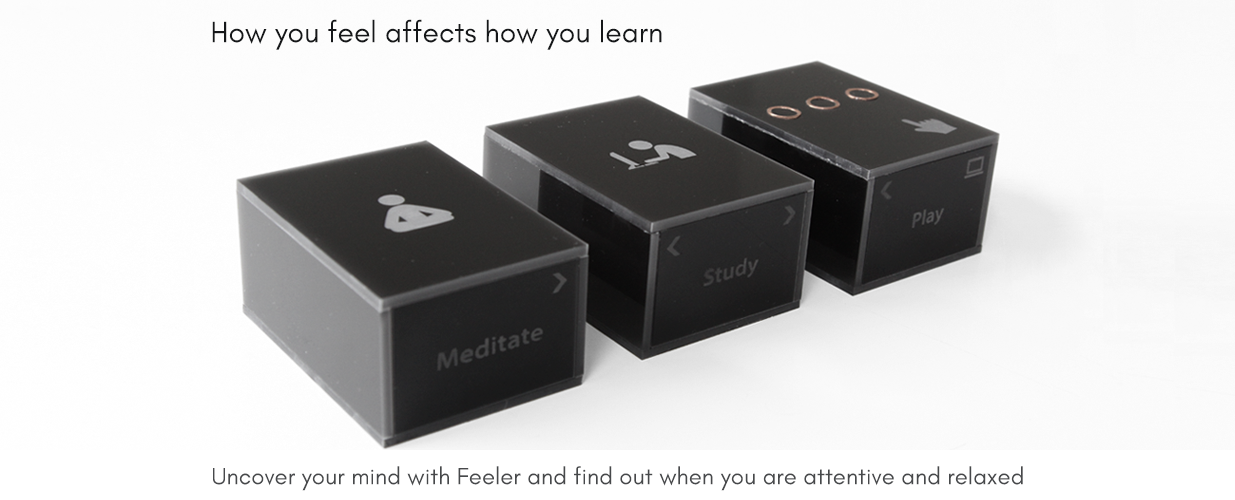 How you feel affects how you learn
Meditate
Study
Play
Uncover your mind with Feeler and find out when you are attentive and relaxed